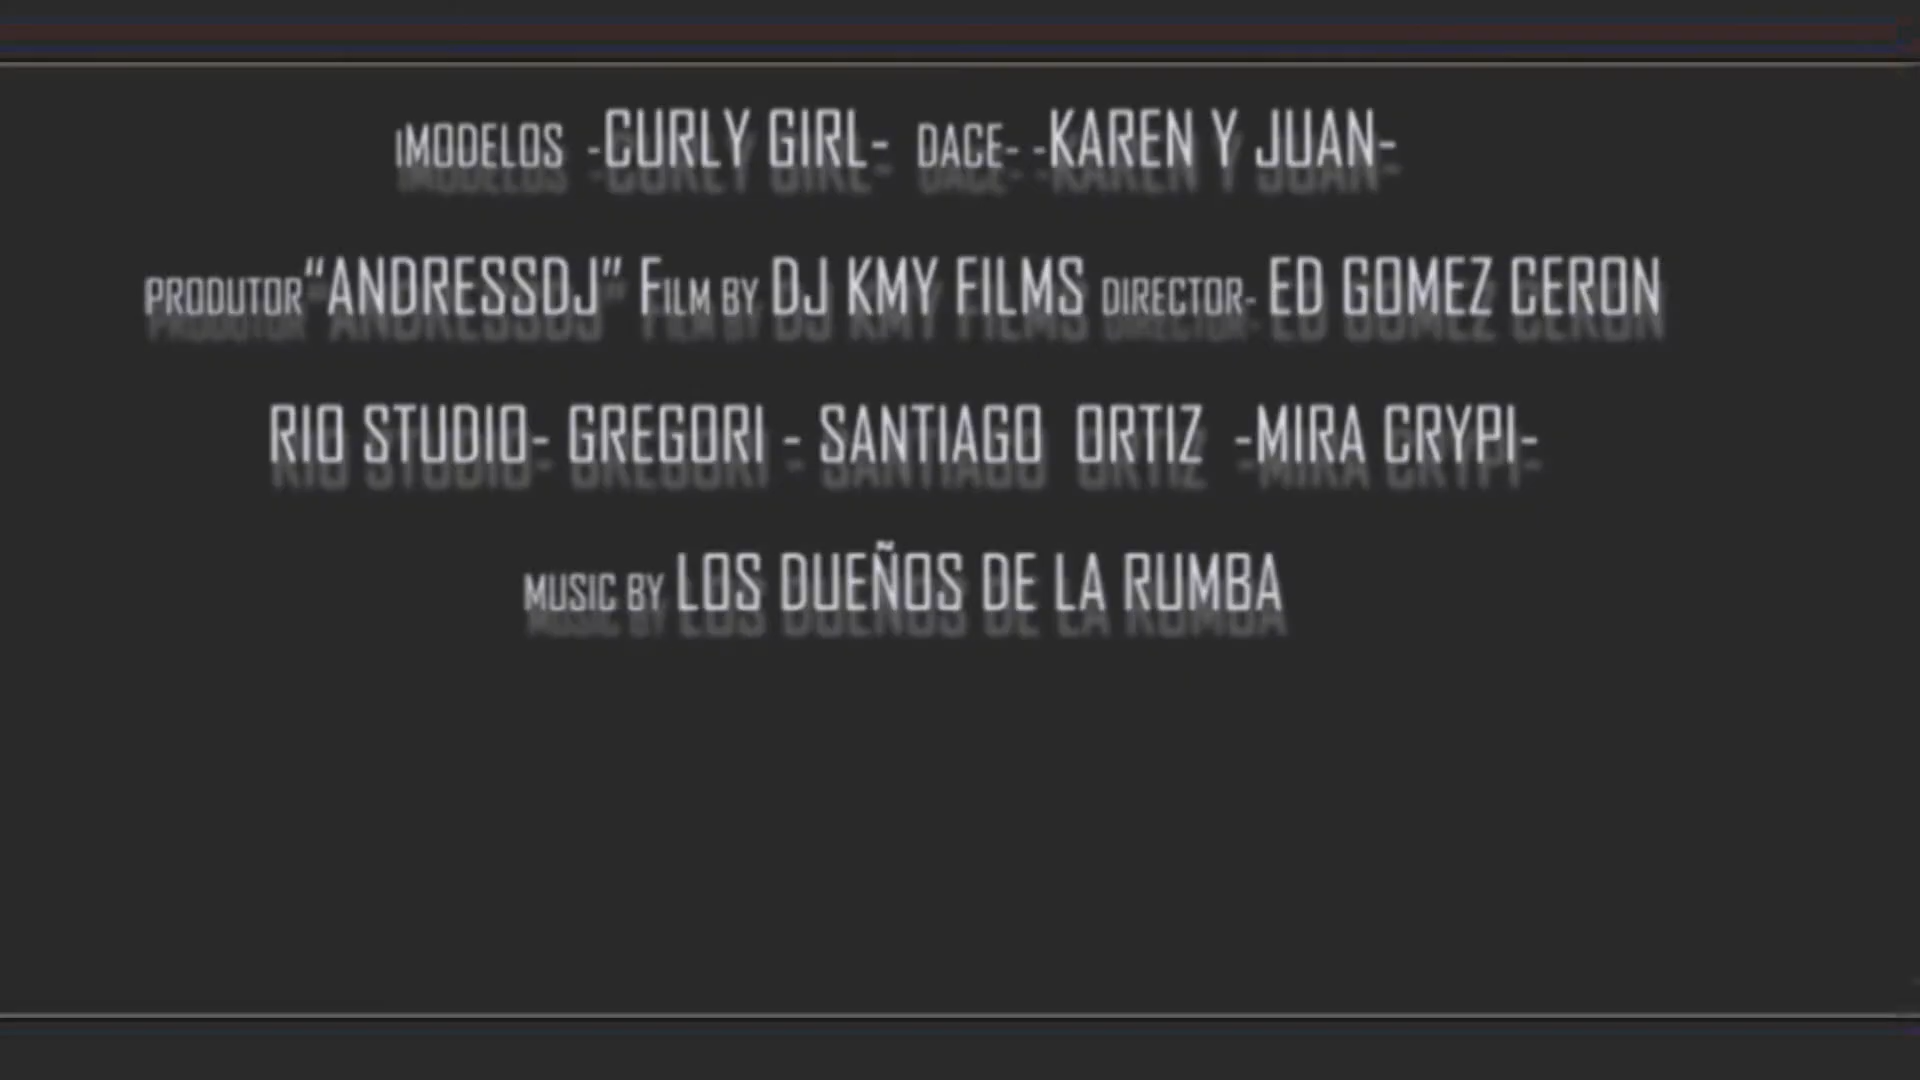 IMODELOS -CURLY GIRL- DACE- -KAREN Y JUAN-
PRODUTOR "ANDRESSDJ" FILM BY DJ KMY FILMS DIRECTOR- ED GOMEZ CERON
RIO STUDIO- GREGORI - SANTIAGO ORTIZ -MIRA CRYPI-
MUSIC BY LOS DUEÑOS DE LA RUMBA